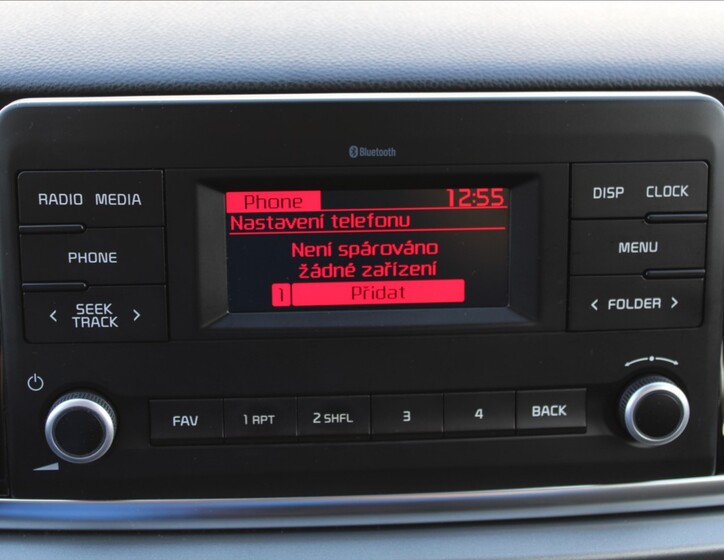 Bluetooth
RADIO MEDIA
PHONE
< SEEK TRACK >
Phone 12:55
Nastavení telefonu
Není spárováno
žádné zařízení
1 Přidat
DISP CLOCK
MENU
< FOLDER >
FAV 1 RPT 2 SHFL 3 4 BACK